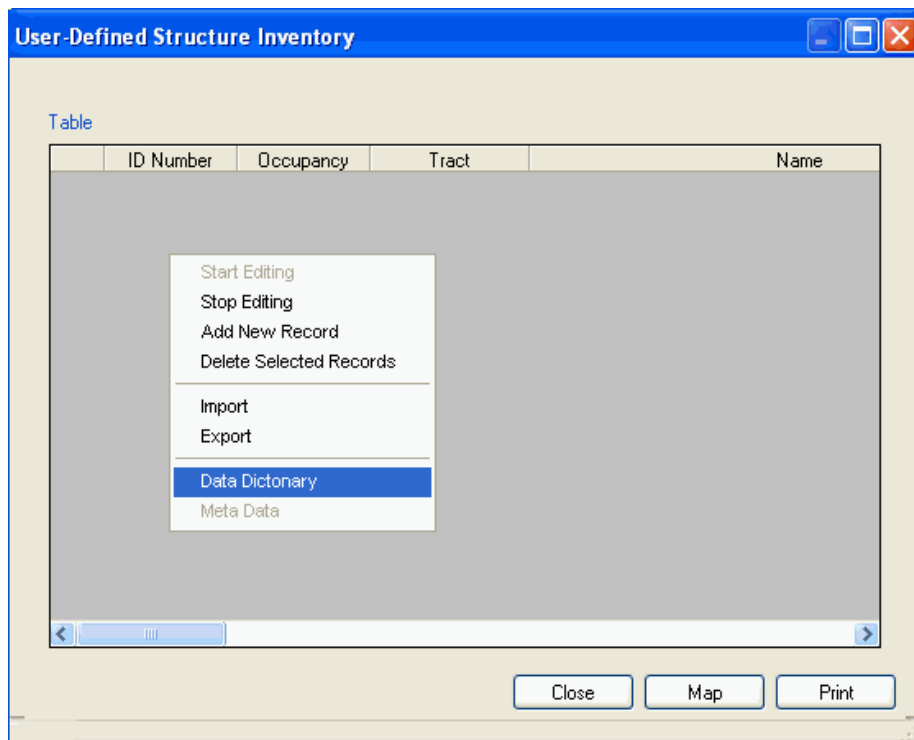 User-Defined Structure Inventory
Table
ID Number Occupancy Tract Name
Start Editing
Stop Editing
Add New Record
Delete Selected Records
Import
Export
Data Dictonary
Meta Data
Close Map Print